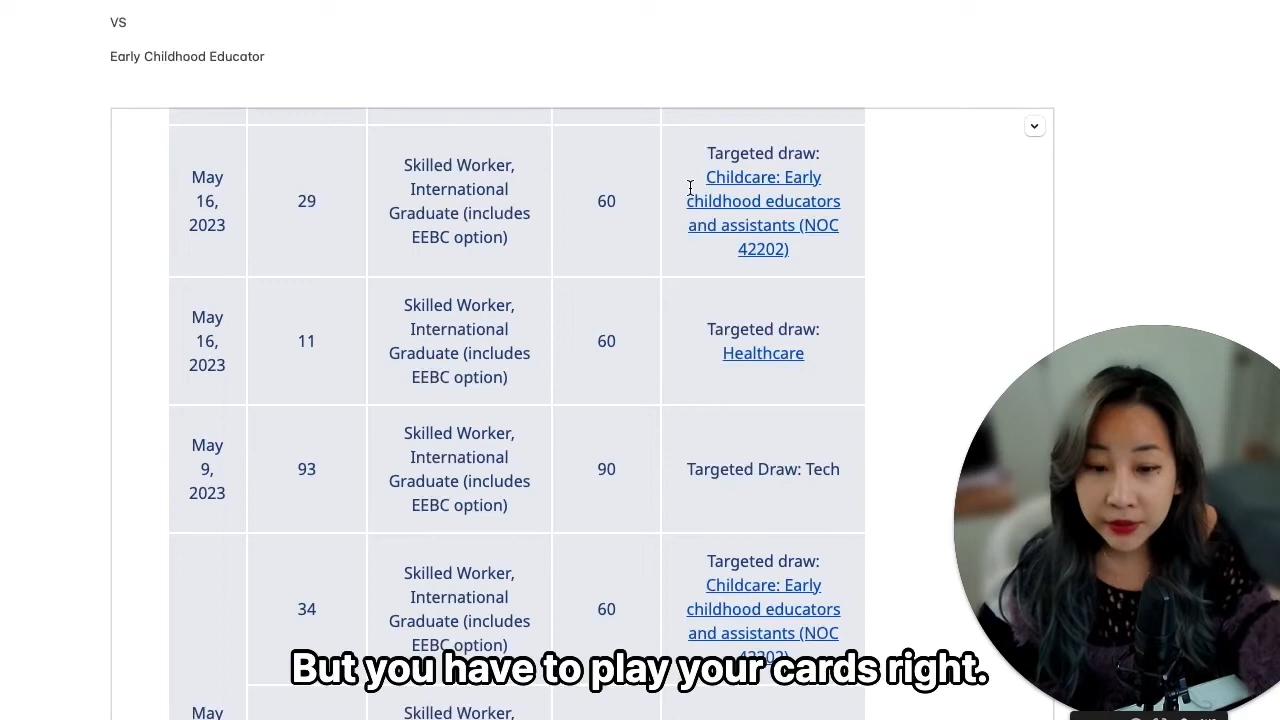 VS
Early Childhood Educator
May
16,
2023
29
Skilled Worker,
International
Graduate (includes
EEBC option)
60
Targeted draw:
Childcare: Early
childhood educators
and assistants (NOC
42202)
May
16,
2023
11
Skilled Worker,
International
Graduate (includes
EEBC option)
60
Targeted draw:
Healthcare
May
9,
2023
93
Skilled Worker,
International
Graduate (includes
EEBC option)
90
Targeted Draw: Tech
34
Skilled Worker,
International
Graduate (includes
EEBC option)
60
Targeted draw:
Childcare: Early
childhood educators
and assistants (NOC
42202)
But you have to play your cards right.
May
Skilled Worker,